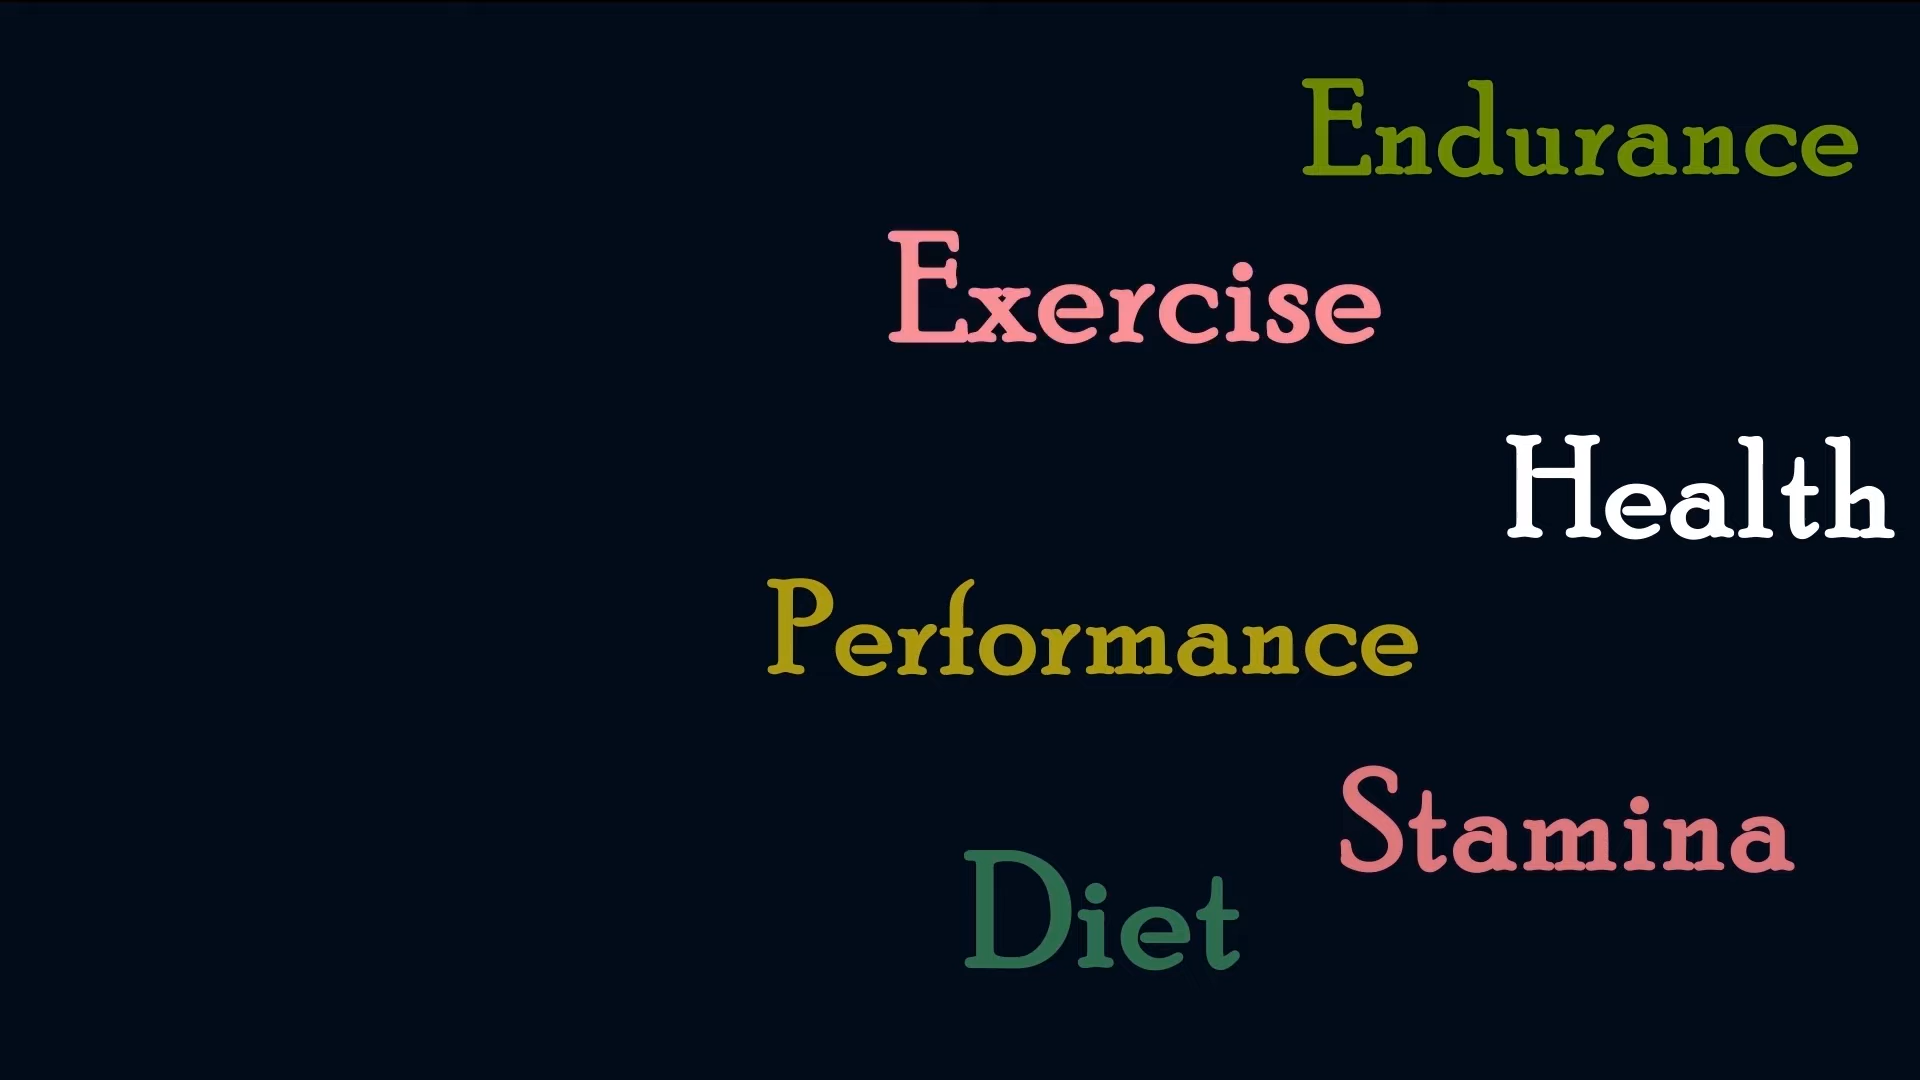 Endurance
Exercise
Health
Performance
Stamina
Diet